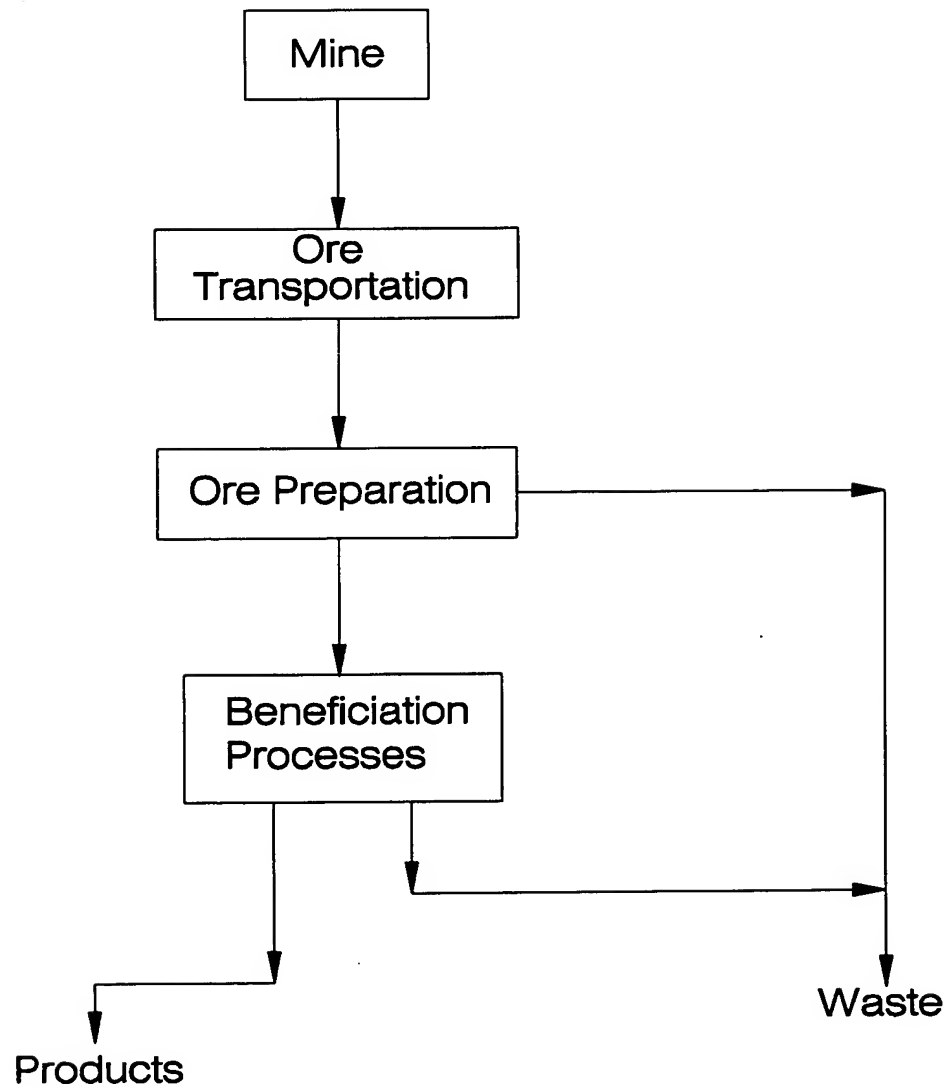 Mine
Ore
Transportation
Ore Preparation
Beneficiation
Processes
Waste
Products